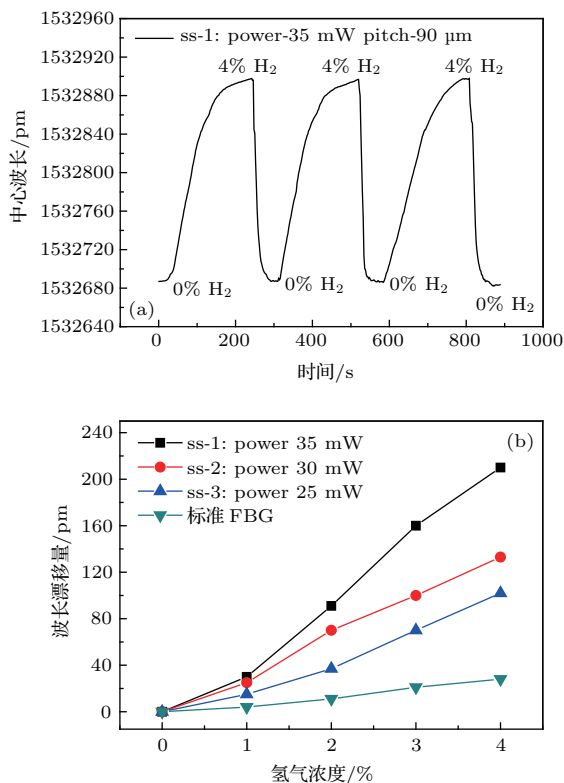 1532960
1532920
1532880
1532840
1532800
1532760
1532720
1532680
1532640
中心波长/pm
ss-1: power-35 mW pitch-90 μm
4% H₂
4% H₂
4% H₂
0% H₂
0% H₂
0% H₂
0% H₂
(a)
0
200
400
600
800
1000
时间/s
240
200
160
120
80
40
0
波长漂移量/pm
(b)
ss-1: power 35 mW
ss-2: power 30 mW
ss-3: power 25 mW
标准 FBG
0
1
2
3
4
氢气浓度/%